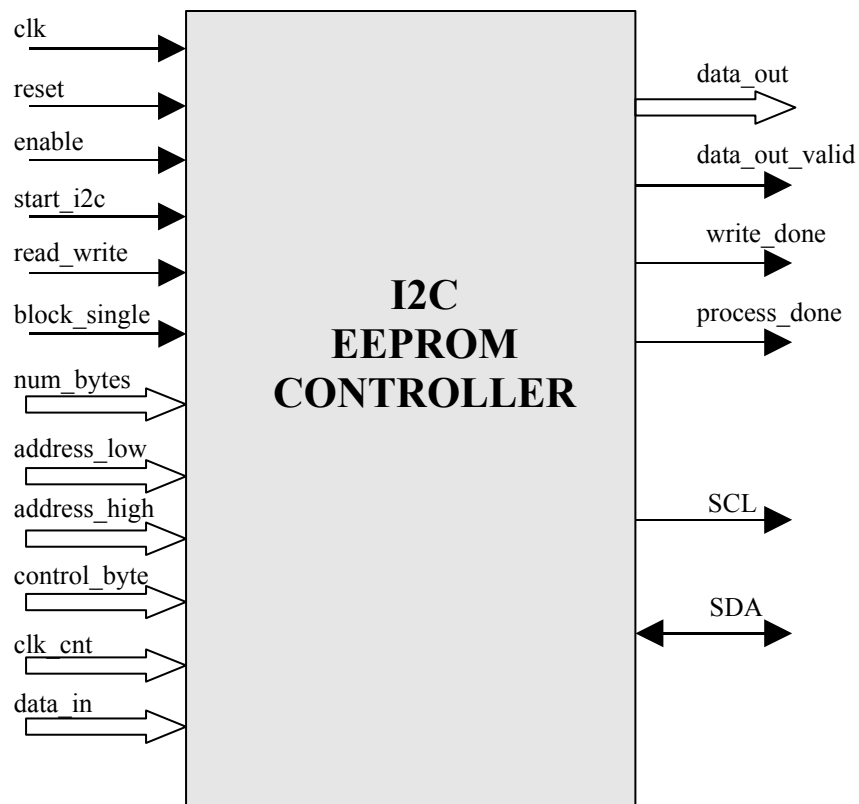 clk
reset
enable
start_i2c
read_write
block_single
num_bytes
address_low
address_high
control_byte
clk_cnt
data_in
I2C
EEPROM
CONTROLLER
data_out
data_out_valid
write_done
process_done
SCL
SDA